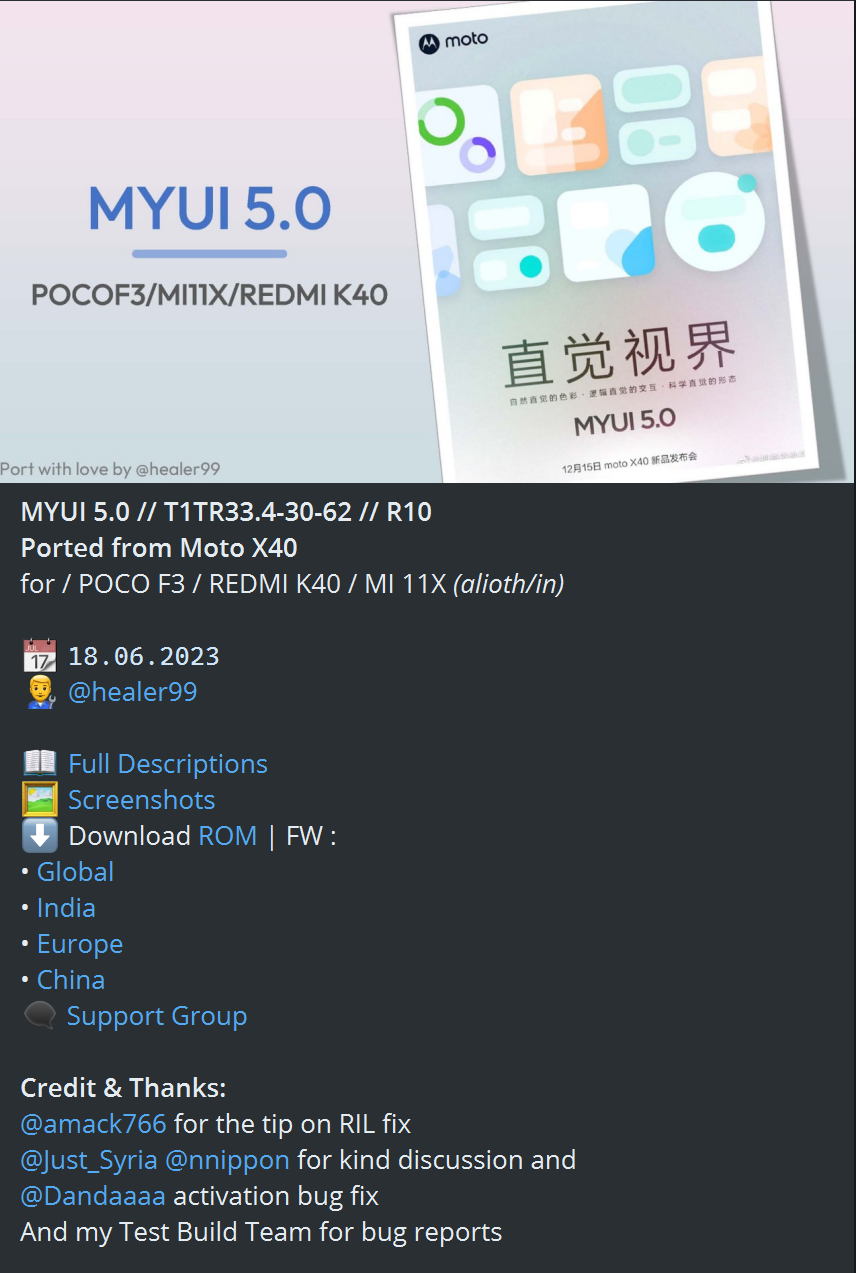 moto
MYUI 5.0
POCOF3/MI11X/REDMI K40
直觉视界
自然直觉的色彩 · 逻辑直觉的交互 · 科学直觉的形态
MYUI 5.0
12月15日 moto X40 新品发布会
Port with love by @healer99
MYUI 5.0 // T1TR33.4-30-62 // R10
Ported from Moto X40
for / POCO F3 / REDMI K40 / MI 11X (alioth/in)
JUL
17
18.06.2023
@healer99
Full Descriptions
Screenshots
Download ROM | FW :
• Global
• India
• Europe
• China
Support Group
Credit & Thanks:
@amack766 for the tip on RIL fix
@Just_Syria @nnippon for kind discussion and
@Dandaaaa activation bug fix
And my Test Build Team for bug reports